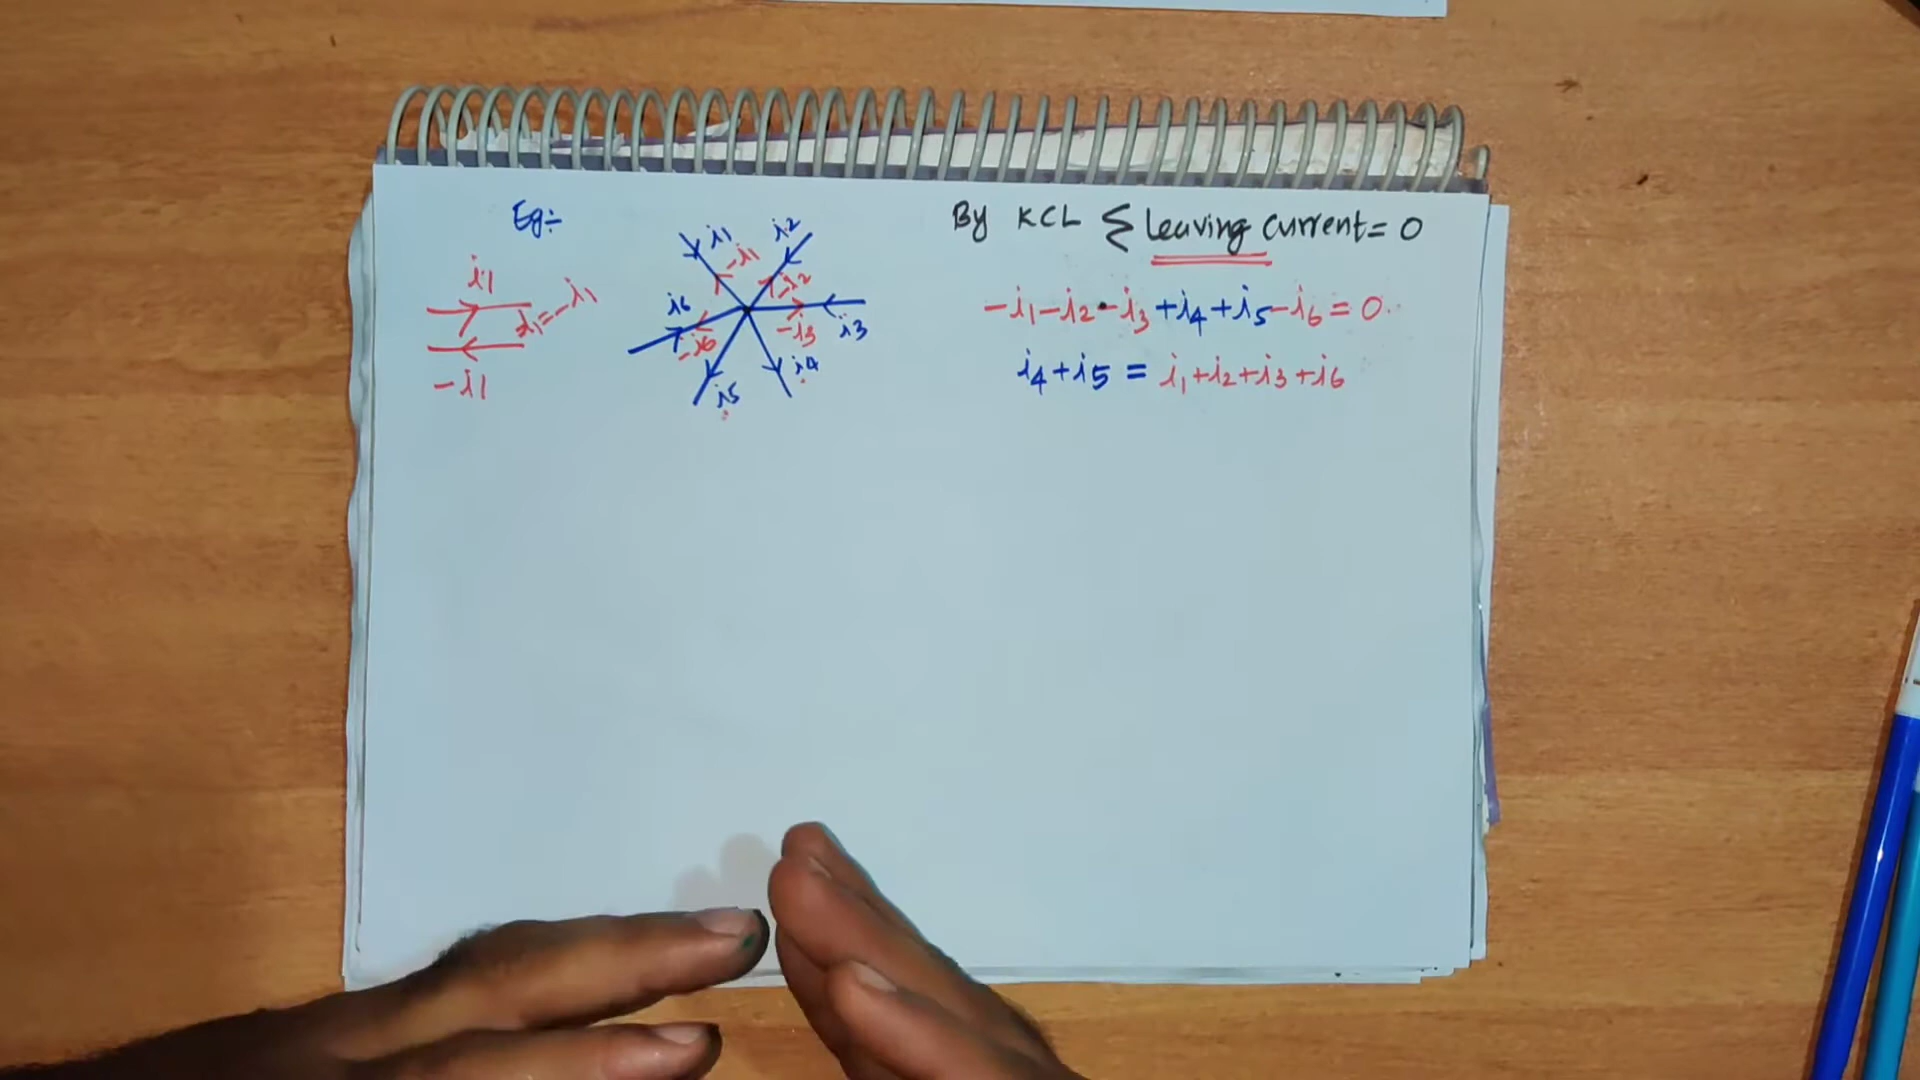 Eg:-
i1
i1=-i1
-i1
i1
i2
-i1
-i2
i6
-i3
i3
-i6
i4
i5
By KCL Σ leaving current = 0
-i1-i2-i3+i4+i5-i6=0.
i4+i5 = i1+i2+i3+i6